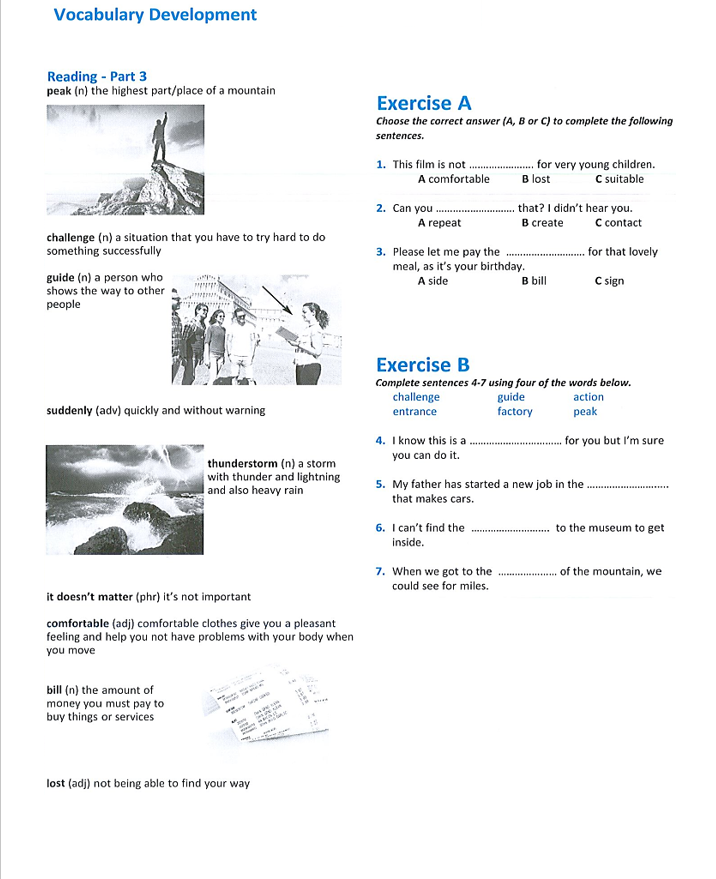 Vocabulary Development
Reading - Part 3
peak (n) the highest part/place of a mountain
challenge (n) a situation that you have to try hard to do
something successfully
guide (n) a person who
shows the way to other
people
suddenly (adv) quickly and without warning
thunderstorm (n) a storm
with thunder and lightning
and also heavy rain
it doesn't matter (phr) it's not important
comfortable (adj) comfortable clothes give you a pleasant
feeling and help you not have problems with your body when
you move
bill (n) the amount of
money you must pay to
buy things or services
lost (adj) not being able to find your way
Exercise A
Choose the correct answer (A, B or C) to complete the following
sentences.
1. This film is not ...................... for very young children.
A comfortable B lost C suitable
2. Can you ........................... that? I didn't hear you.
A repeat B create C contact
3. Please let me pay the ........................... for that lovely
meal, as it's your birthday.
A side B bill C sign
Exercise B
Complete sentences 4-7 using four of the words below.
challenge guide action
entrance factory peak
4. I know this is a ................................ for you but I'm sure
you can do it.
5. My father has started a new job in the ............................
that makes cars.
6. I can't find the ........................... to the museum to get
inside.
7. When we got to the .................... of the mountain, we
could see for miles.